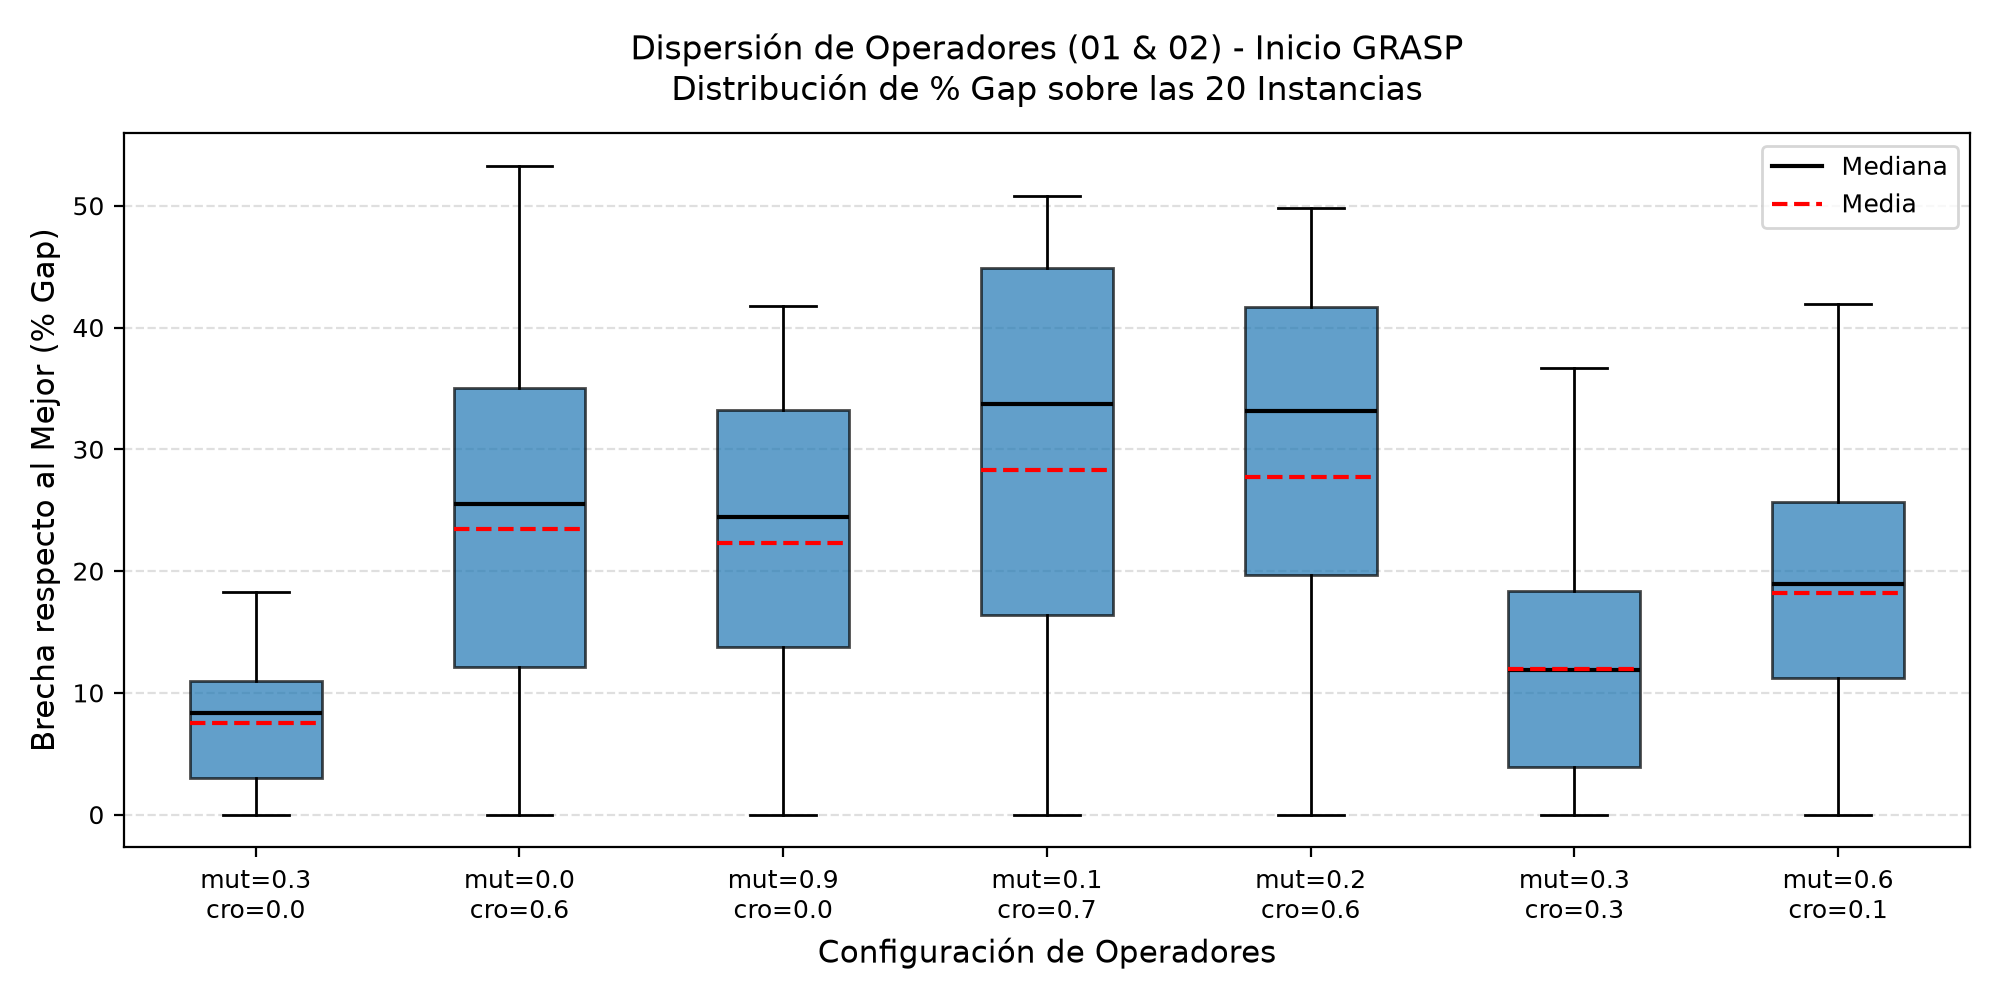 Dispersión de Operadores (01 & 02) - Inicio GRASP
Distribución de % Gap sobre las 20 Instancias
Mediana
Media
Brecha respecto al Mejor (% Gap)
50
40
30
20
10
0
mut=0.3
cro=0.0
mut=0.0
cro=0.6
mut=0.9
cro=0.0
mut=0.1
cro=0.7
mut=0.2
cro=0.6
mut=0.3
cro=0.3
mut=0.6
cro=0.1
Configuración de Operadores